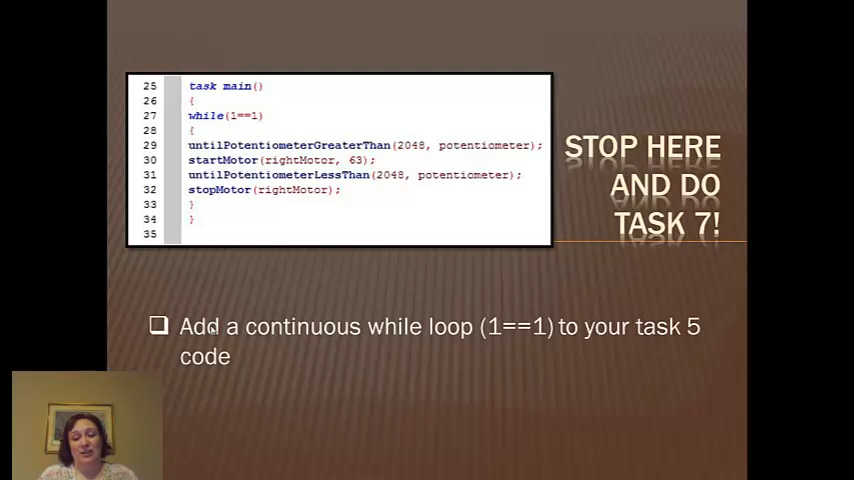 25 task main()
26 {
27 while(1==1)
28 {
29 untilPotentiometerGreaterThan(2048, potentiometer);
30 startMotor(rightMotor, 63);
31 untilPotentiometerLessThan(2048, potentiometer);
32 stopMotor(rightMotor);
33 }
34 }
35
STOP HERE
AND DO
TASK 7!
Add a continuous while loop (1==1) to your task 5
code